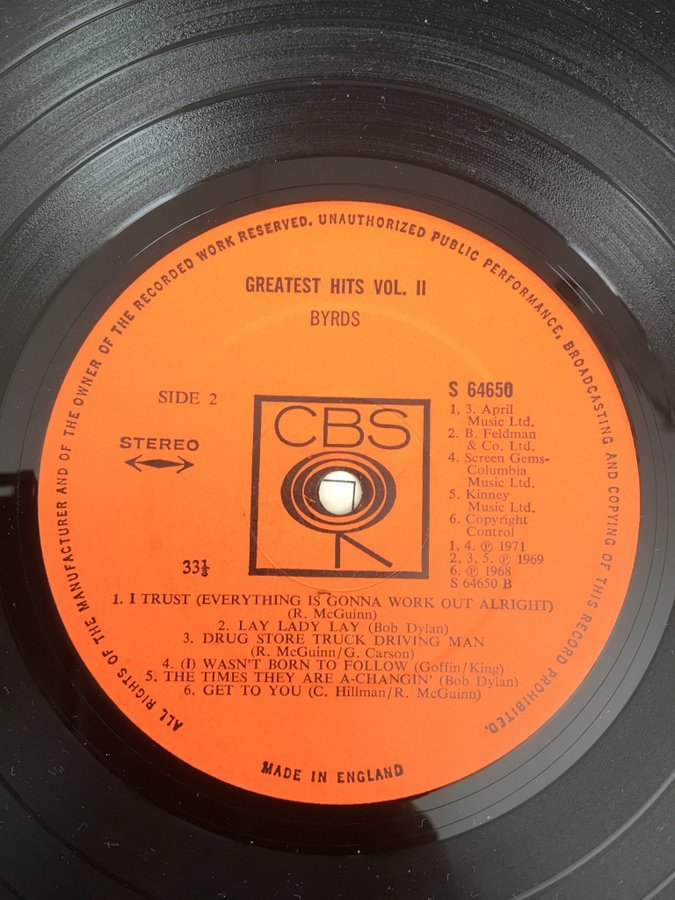 ALL RIGHTS OF THE MANUFACTURER AND OF THE OWNER OF THE RECORDED WORK RESERVED. UNAUTHORIZED PUBLIC PERFORMANCE, BROADCASTING AND COPYING OF THIS RECORD PROHIBITED.
GREATEST HITS VOL. II
BYRDS
SIDE 2
STEREO
33⅓
CBS
S 64650
1, 3. April
Music Ltd.
2. B. Feldman
& Co. Ltd.
4. Screen Gems-
Columbia
Music Ltd.
5. Kinney
Music Ltd.
6. Copyright
Control
1, 4. ℗ 1971
2, 3, 5. ℗ 1969
6. ℗ 1968
S 64650 B
1. I TRUST (EVERYTHING IS GONNA WORK OUT ALRIGHT)
(R. McGuinn)
2. LAY LADY LAY (Bob Dylan)
3. DRUG STORE TRUCK DRIVING MAN
(R. McGuinn/G. Carson)
4. (I) WASN'T BORN TO FOLLOW (Goffin/King)
5. THE TIMES THEY ARE A-CHANGIN' (Bob Dylan)
6. GET TO YOU (C. Hillman/R. McGuinn)
MADE IN ENGLAND